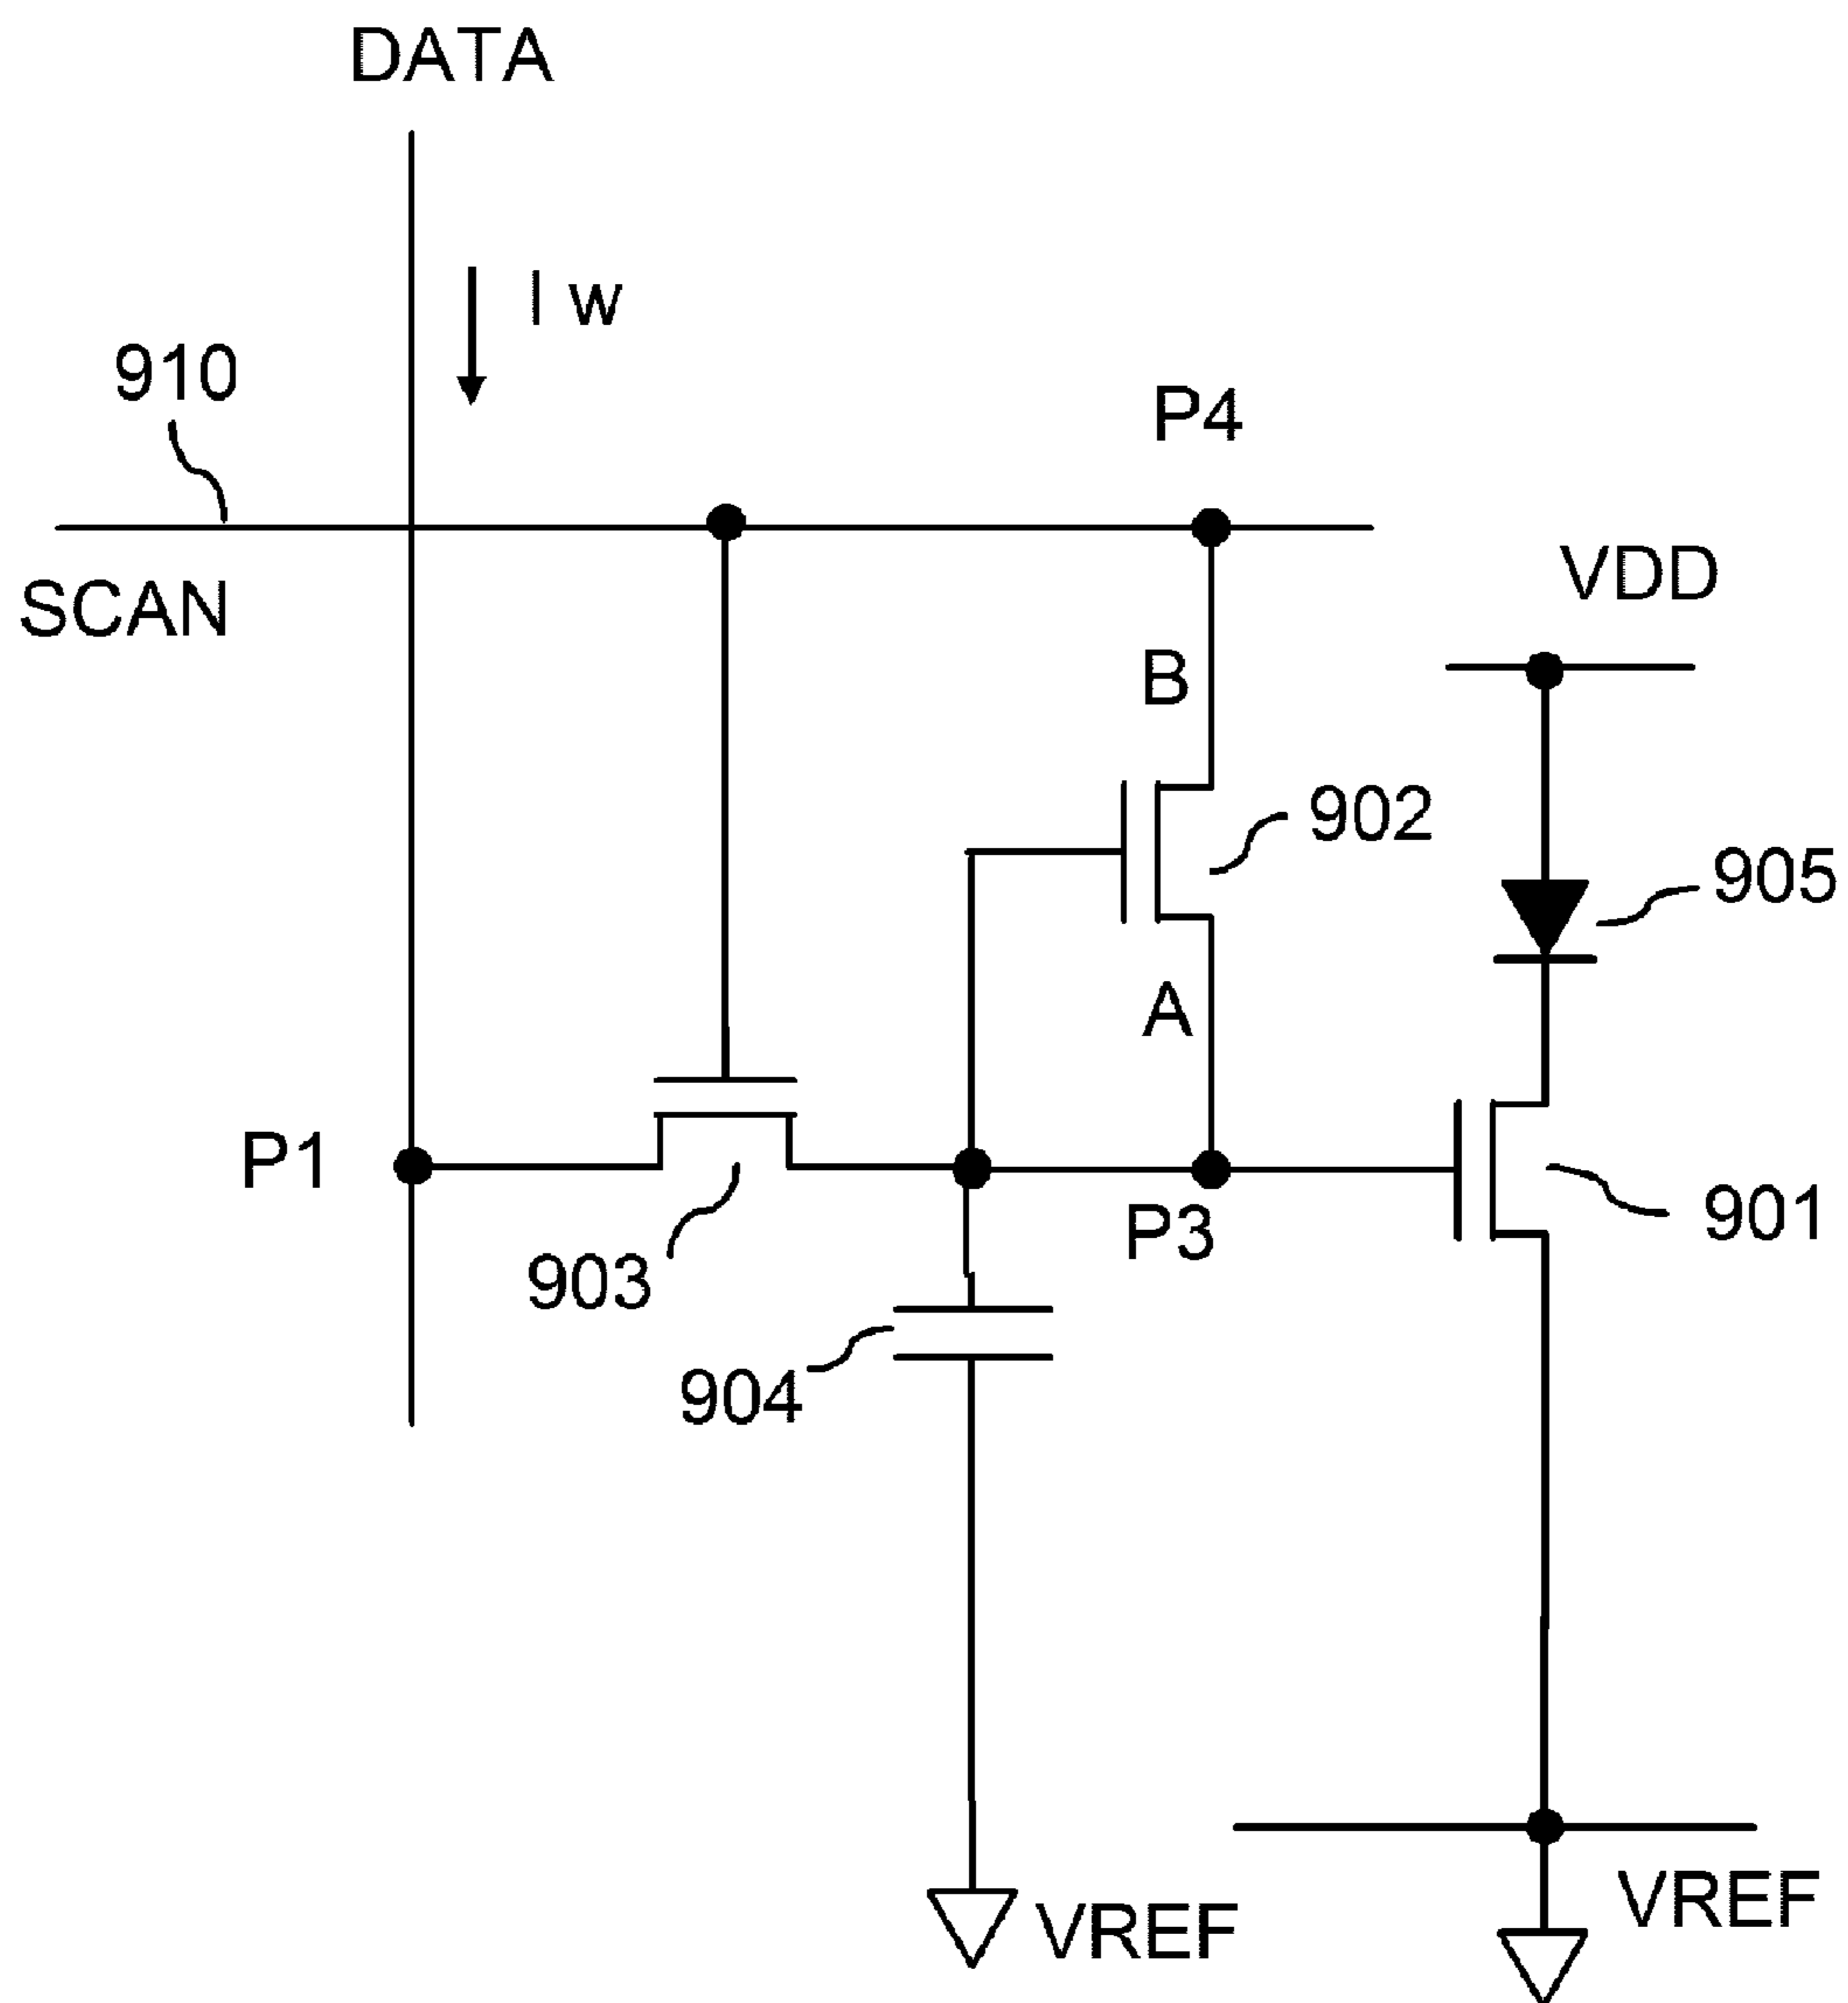 DATA
I w
910
P4
SCAN
VDD
B
902
905
A
P1
P3
901
903
904
VREF
VREF